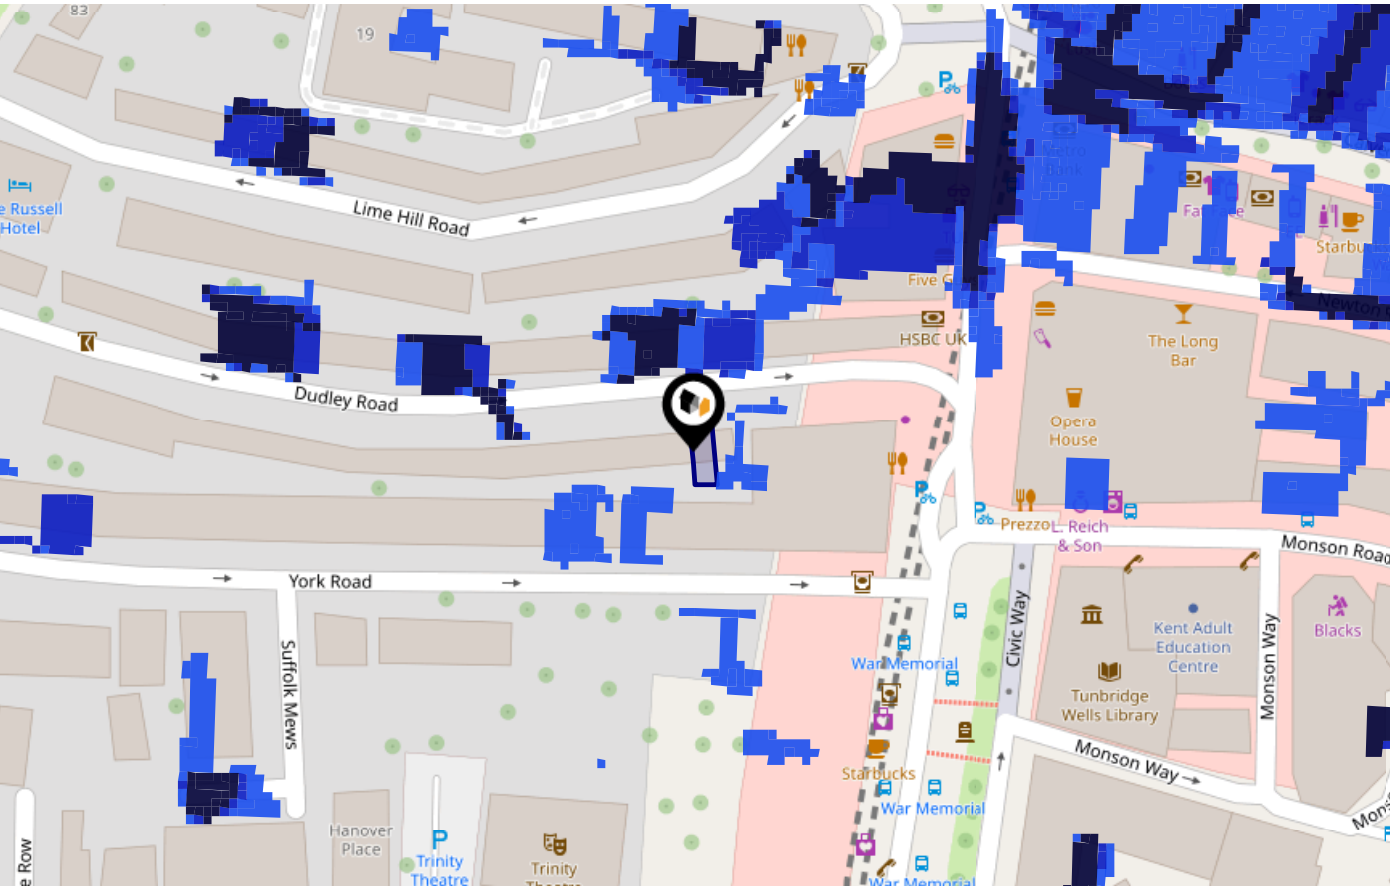 83
19
e Russell
Hotel
Lime Hill Road
Starbu
Five G
HSBC UK
The Long
Bar
Newton
Opera
House
Dudley Road
Prezzo
L. Reich
& Son
Monson Road
York Road
Suffolk Mews
Civic Way
War Memorial
Kent Adult
Education
Centre
Blacks
Monson Way
Tunbridge
Wells Library
Starbucks
Monson Way
War Memorial
Hanover
Place
Trinity
Theatre
Trinity
Theatre
War Memorial
e Row
Mons